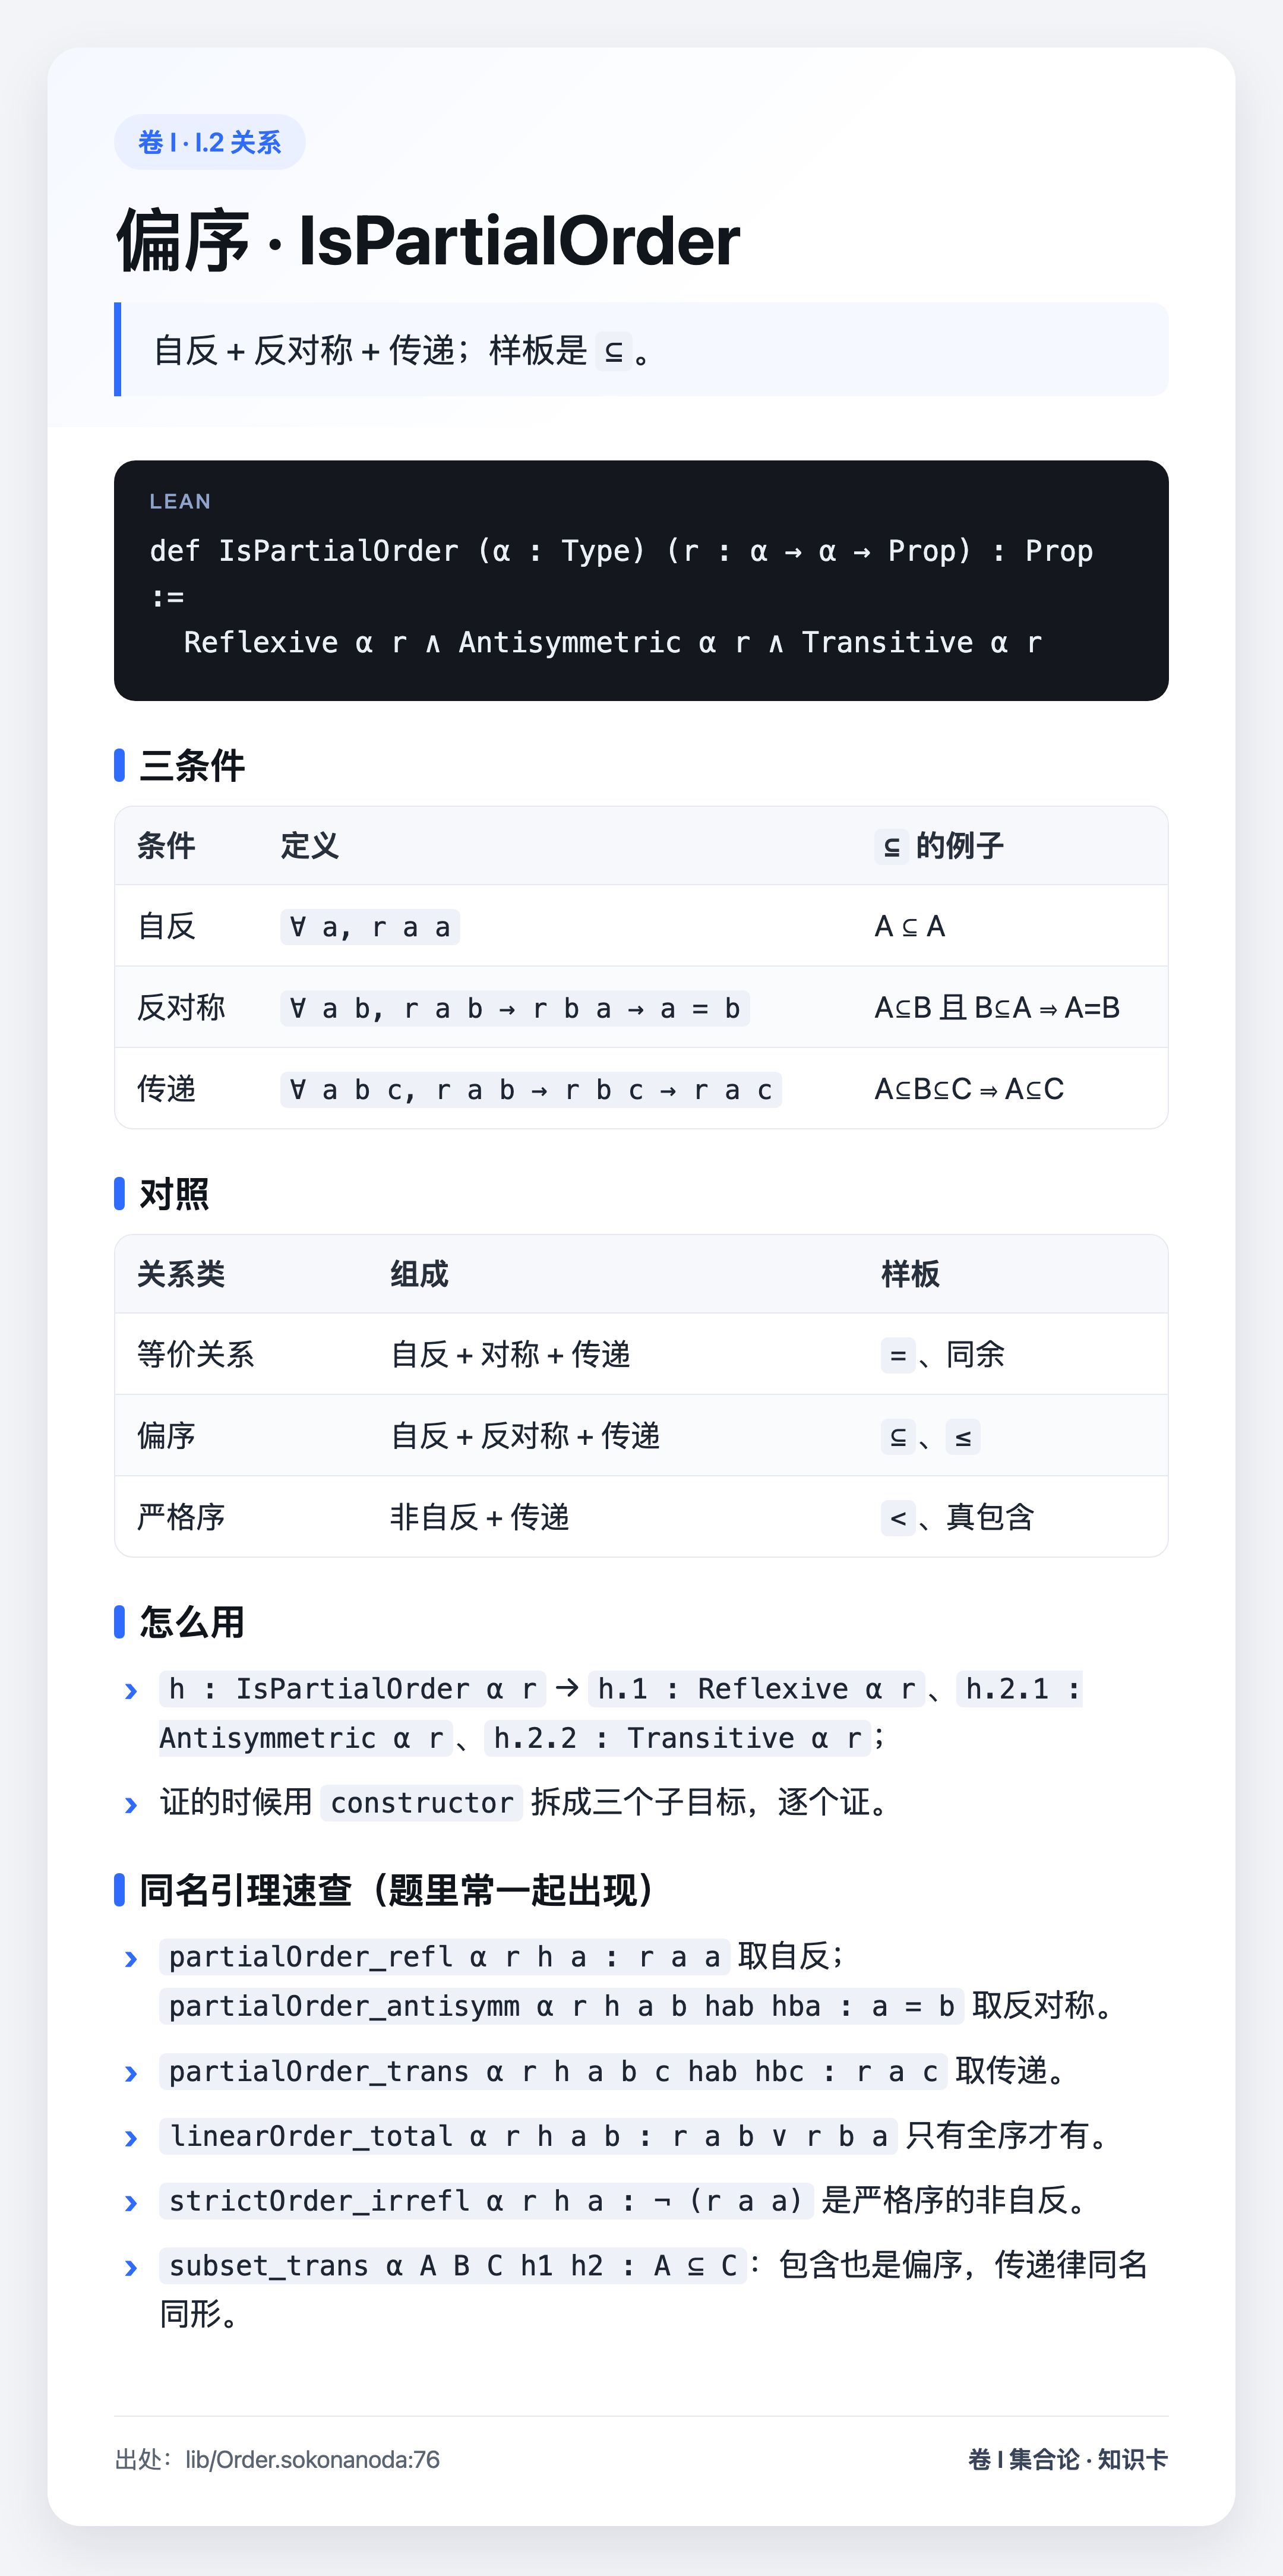 卷 I · I.2 关系
偏序 · IsPartialOrder
自反 + 反对称 + 传递；样板是 ⊆。
LEAN
def IsPartialOrder (α : Type) (r : α → α → Prop) : Prop
:=
  Reflexive α r ∧ Antisymmetric α r ∧ Transitive α r
三条件
条件 定义 ⊆ 的例子
自反 ∀ a, r a a A ⊆ A
反对称 ∀ a b, r a b → r b a → a = b A⊆B 且 B⊆A ⇒ A=B
传递 ∀ a b c, r a b → r b c → r a c A⊆B⊆C ⇒ A⊆C
对照
关系类 组成 样板
等价关系 自反 + 对称 + 传递 =、同余
偏序 自反 + 反对称 + 传递 ⊆、≤
严格序 非自反 + 传递 <、真包含
怎么用
› h : IsPartialOrder α r → h.1 : Reflexive α r、h.2.1 :
Antisymmetric α r、h.2.2 : Transitive α r；
› 证的时候用 constructor 拆成三个子目标，逐个证。
同名引理速查（题里常一起出现）
› partialOrder_refl α r h a : r a a 取自反；
partialOrder_antisymm α r h a b hab hba : a = b 取反对称。
› partialOrder_trans α r h a b c hab hbc : r a c 取传递。
› linearOrder_total α r h a b : r a b ∨ r b a 只有全序才有。
› strictOrder_irrefl α r h a : ¬ (r a a) 是严格序的非自反。
› subset_trans α A B C h1 h2 : A ⊆ C：包含也是偏序，传递律同名
同形。
出处：lib/Order.sokonanoda:76 卷 I 集合论 · 知识卡